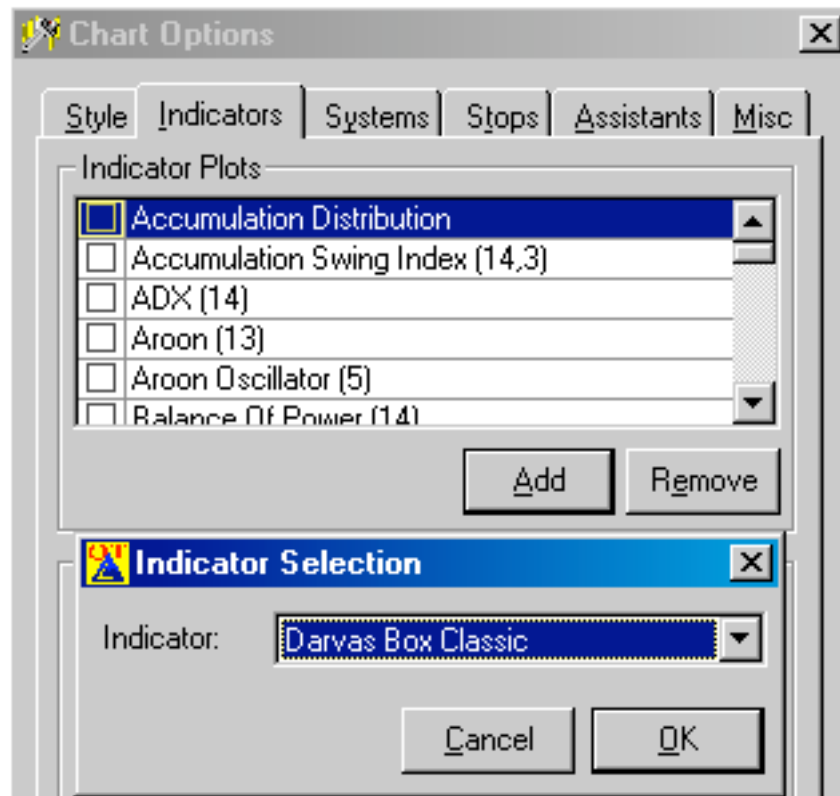 Chart Options
Style Indicators Systems Stops Assistants Misc
Indicator Plots
Accumulation Distribution
Accumulation Swing Index (14,3)
ADX (14)
Aroon (13)
Aroon Oscillator (5)
Balance Of Power (14)
Add Remove
Indicator Selection
Indicator: Darvas Box Classic
Cancel OK